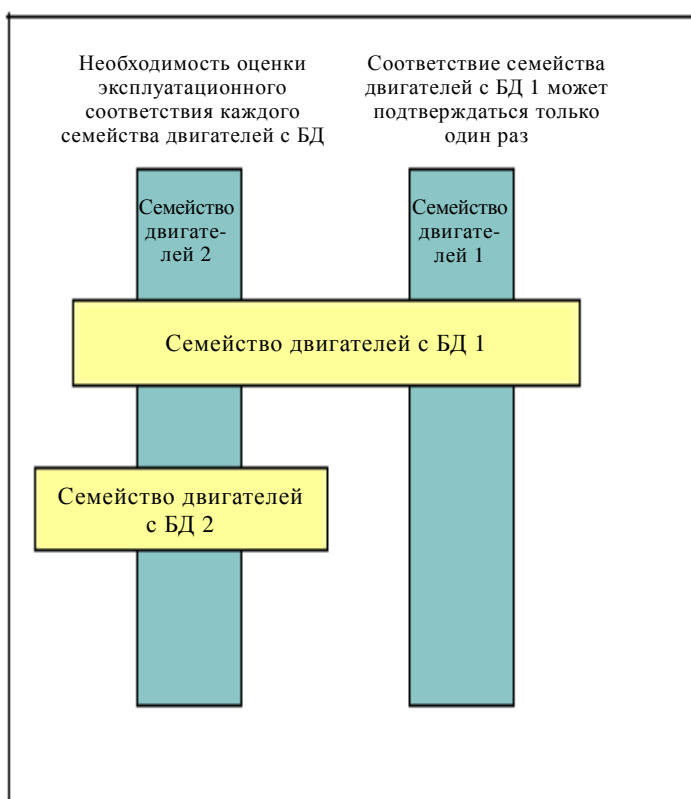 Необходимость оценки
эксплуатационного
соответствия каждого
семейства двигателей с БД
Соответствие семейства
двигателей с БД 1 может
подтверждаться только
один раз
Семейство
двигате-
лей 2
Семейство
двигате-
лей 1
Семейство двигателей с БД 1
Семейство двигателей
с БД 2